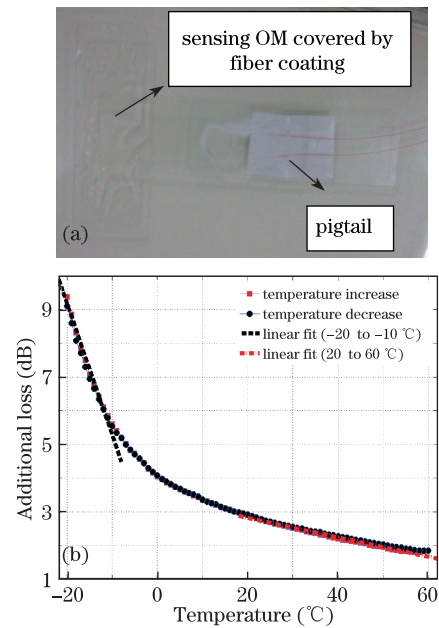 sensing OM covered by
fiber coating
pigtail
(a)
9
7
5
3
1
Additional loss (dB)
temperature increase
temperature decrease
linear fit (−20 to −10 ℃)
linear fit (20 to 60 ℃)
(b)
−20
0
20
40
60
Temperature (℃)